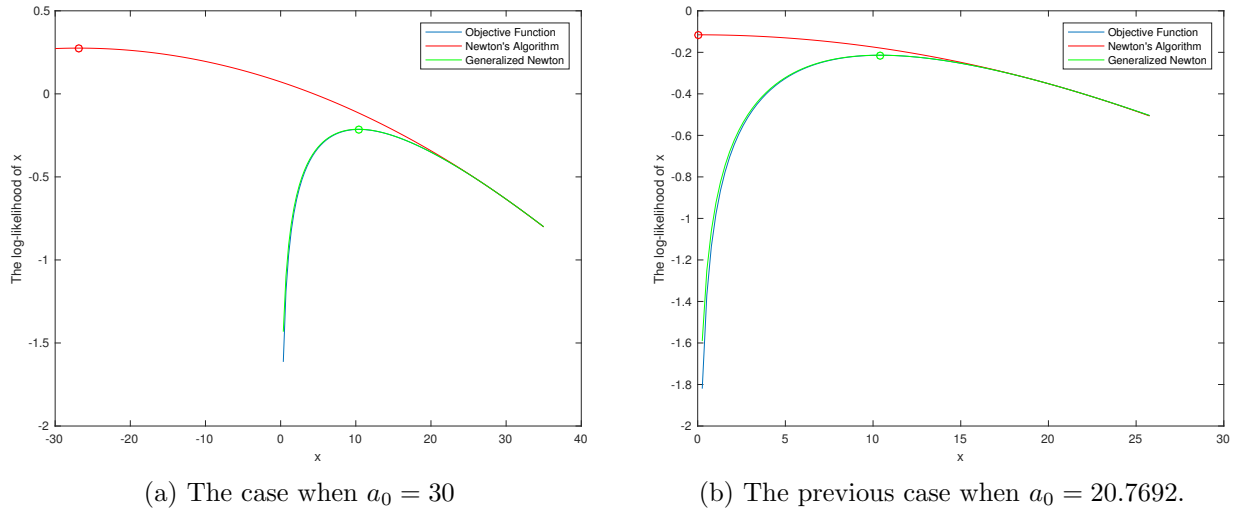 0.5
0
-0.5
-1
-1.5
-2
The log-likelihood of x
-30 -20 -10 0 10 20 30 40
x
Objective Function
Newton's Algorithm
Generalized Newton
(a) The case when $a_0 = 30$
0
-0.2
-0.4
-0.6
-0.8
-1
-1.2
-1.4
-1.6
-1.8
-2
The log-likelihood of x
0 5 10 15 20 25 30
x
Objective Function
Newton's Algorithm
Generalized Newton
(b) The previous case when $a_0 = 20.7692$.